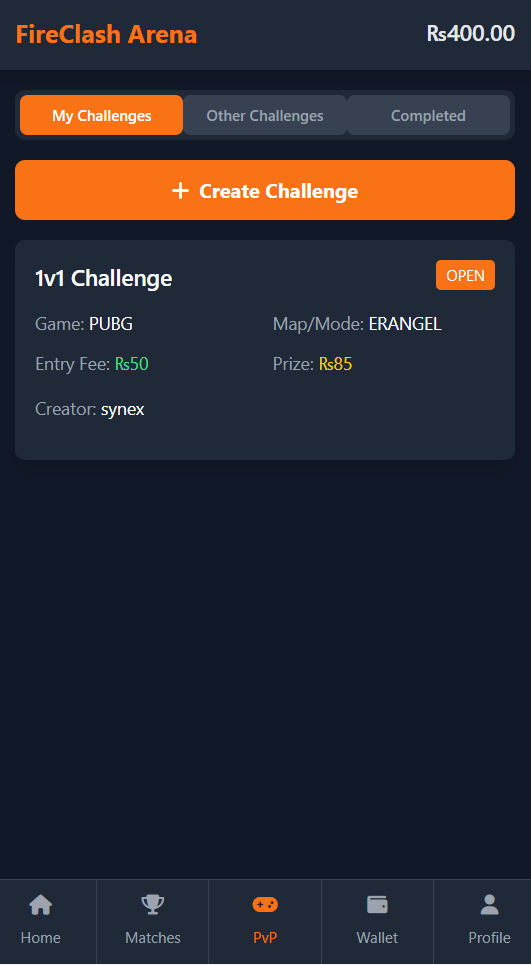 FireClash Arena
₨400.00
My Challenges
Other Challenges
Completed
+ Create Challenge
1v1 Challenge
OPEN
Game: PUBG
Map/Mode: ERANGEL
Entry Fee: ₨50
Prize: ₨85
Creator: synex
Home
Matches
PvP
Wallet
Profile